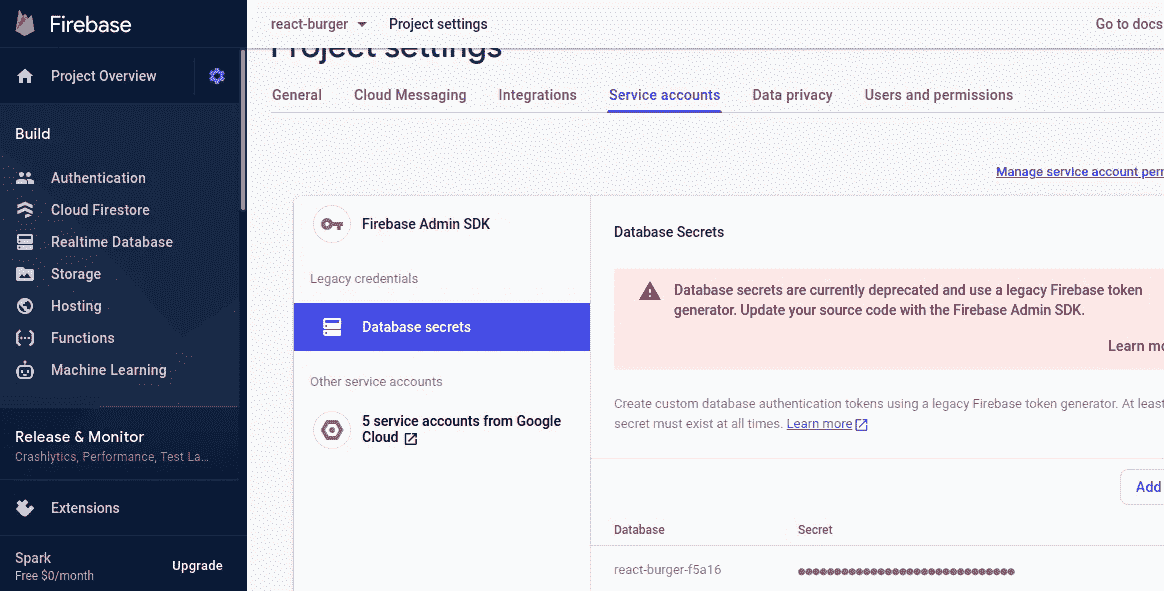 Firebase
react-burger
Project settings
Go to docs
Project settings
Project Overview
General
Cloud Messaging
Integrations
Service accounts
Data privacy
Users and permissions
Build
Authentication
Cloud Firestore
Realtime Database
Storage
Hosting
Functions
Machine Learning
Release & Monitor
Crashlytics, Performance, Test La...
Extensions
Spark
Free $0/month
Upgrade
Manage service account perr
Firebase Admin SDK
Legacy credentials
Database secrets
Other service accounts
5 service accounts from Google
Cloud
Database Secrets
Database secrets are currently deprecated and use a legacy Firebase token
generator. Update your source code with the Firebase Admin SDK.
Learn mo
Create custom database authentication tokens using a legacy Firebase token generator. At least
secret must exist at all times. Learn more
Add
Database
Secret
react-burger-f5a16
●●●●●●●●●●●●●●●●●●●●●●●●●●●